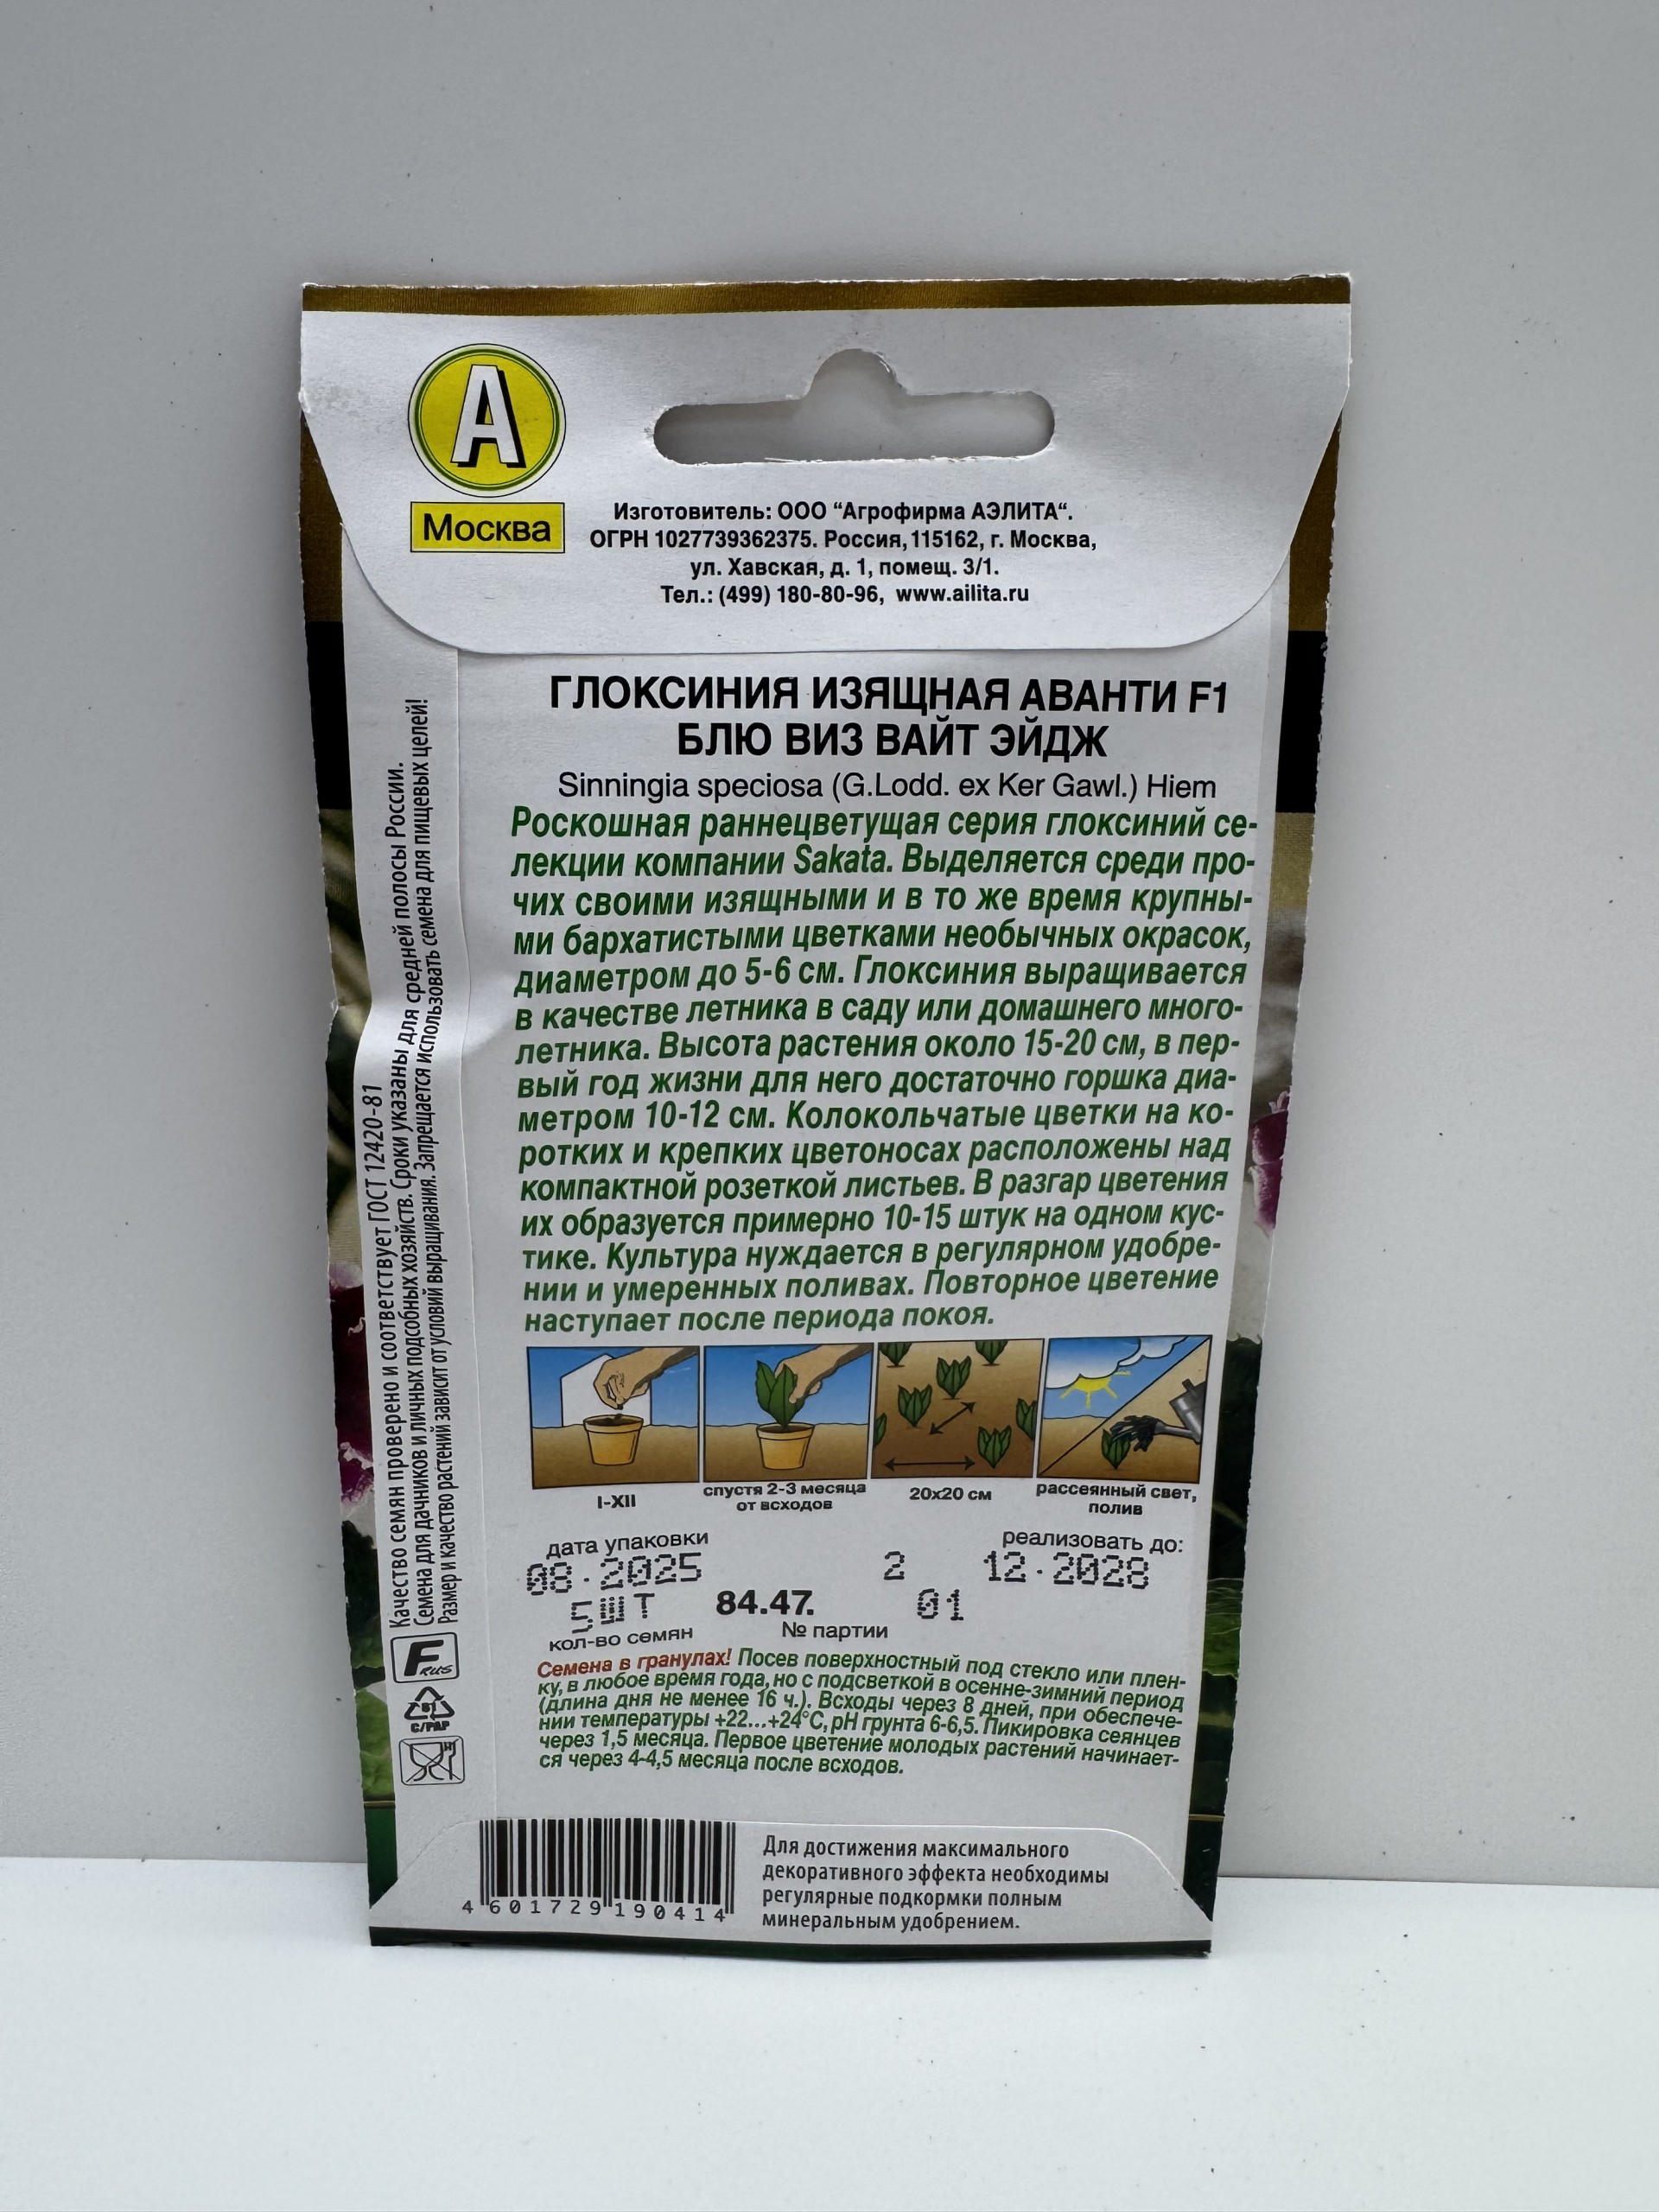 А
Москва
Изготовитель: ООО “Агрофирма АЭЛИТА“.
ОГРН 1027739362375. Россия, 115162, г. Москва,
ул. Хавская, д. 1, помещ. 3/1.
Тел.: (499) 180-80-96, www.ailita.ru
ГЛОКСИНИЯ ИЗЯЩНАЯ АВАНТИ F1
БЛЮ ВИЗ ВАЙТ ЭЙДЖ
Sinningia speciosa (G.Lodd. ex Ker Gawl.) Hiern
Роскошная раннецветущая серия глоксиний се-
лекции компании Sakata. Выделяется среди про-
чих своими изящными и в то же время крупны-
ми бархатистыми цветками необычных окрасок,
диаметром до 5-6 см. Глоксиния выращивается
в качестве летника в саду или домашнего много-
летника. Высота растения около 15-20 см, в пер-
вый год жизни для него достаточно горшка диа-
метром 10-12 см. Колокольчатые цветки на ко-
ротких и крепких цветоносах расположены над
компактной розеткой листьев. В разгар цветения
их образуется примерно 10-15 штук на одном кус-
тике. Культура нуждается в регулярном удобре-
нии и умеренных поливах. Повторное цветение
наступает после периода покоя.
I-XII
спустя 2-3 месяца
от всходов
20х20 см
рассеянный свет,
полив
дата упаковки
реализовать до:
08.2025 2 12.2028
5ШТ 84.47. 01
кол-во семян № партии
Семена в гранулах! Посев поверхностный под стекло или плен-
ку, в любое время года, но с подсветкой в осенне-зимний период
(длина дня не менее 16 ч.). Всходы через 8 дней, при обеспече-
нии температуры +22...+24°С, pH грунта 6-6,5. Пикировка сеянцев
через 1,5 месяца. Первое цветение молодых растений начинает-
ся через 4-4,5 месяца после всходов.
Качество семян проверено и соответствует ГОСТ 12420-81
Семена для дачников и личных подсобных хозяйств. Сроки указаны для средней полосы России.
Размер и качество растений зависит от условий выращивания. Запрещается использовать семена для пищевых целей!
F RUS
81
C/PAP
4 601729 190414
Для достижения максимального
декоративного эффекта необходимы
регулярные подкормки полным
минеральным удобрением.